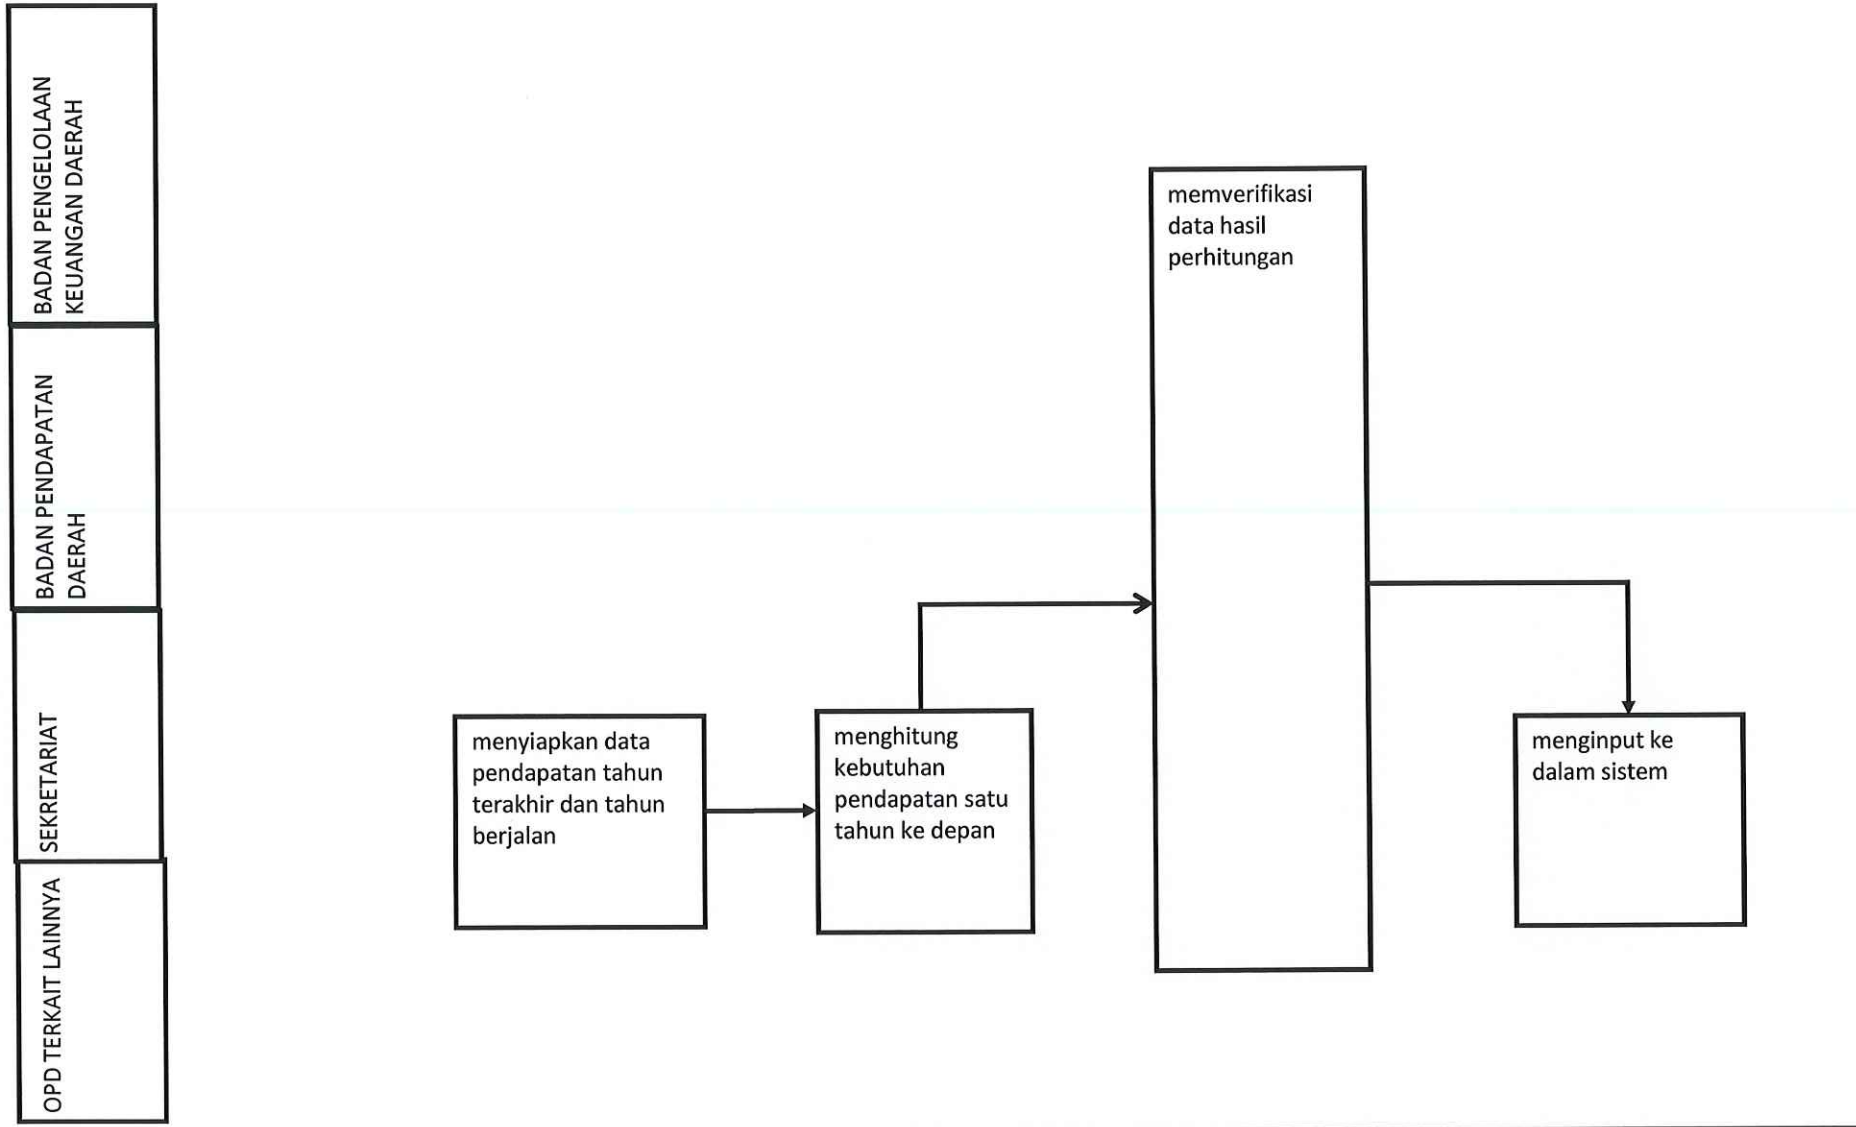 BADAN PENGELOLAAN
KEUANGAN DAERAH
BADAN PENDAPATAN
DAERAH
SEKRETARIAT
OPD TERKAIT LAINNYA
menyiapkan data
pendapatan tahun
terakhir dan tahun
berjalan
menghitung
kebutuhan
pendapatan satu
tahun ke depan
memverifikasi
data hasil
perhitungan
menginput ke
dalam sistem